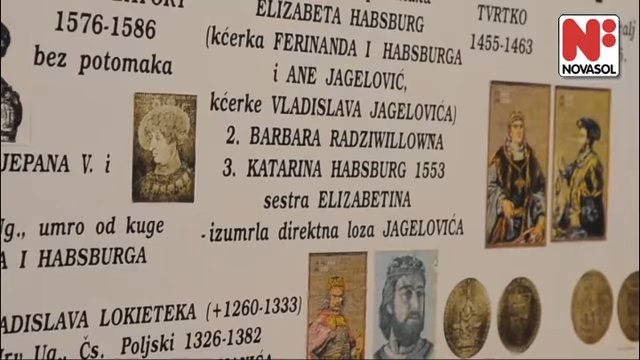 1576-1586
bez potomaka
ELIZABETA HABSBURG
(kćerka FERINANDA I HABSBURGA
i ANE JAGELOVIĆ,
kćerke VLADISLAVA JAGELOVIĆA)
2. BARBARA RADZIWILLOWNA
3. KATARINA HABSBURG 1553
sestra ELIZABETINA
-izumrla direktna loza JAGELOVIĆA
TVRTKO
1455-1463
N!
NOVASOL
JEPANA V. i
Ug., umro od kuge
A I HABSBURGA
ADISLAVA LOKIETEKA (+1260-1333)
Ug., Čs. Poljski 1326-1382